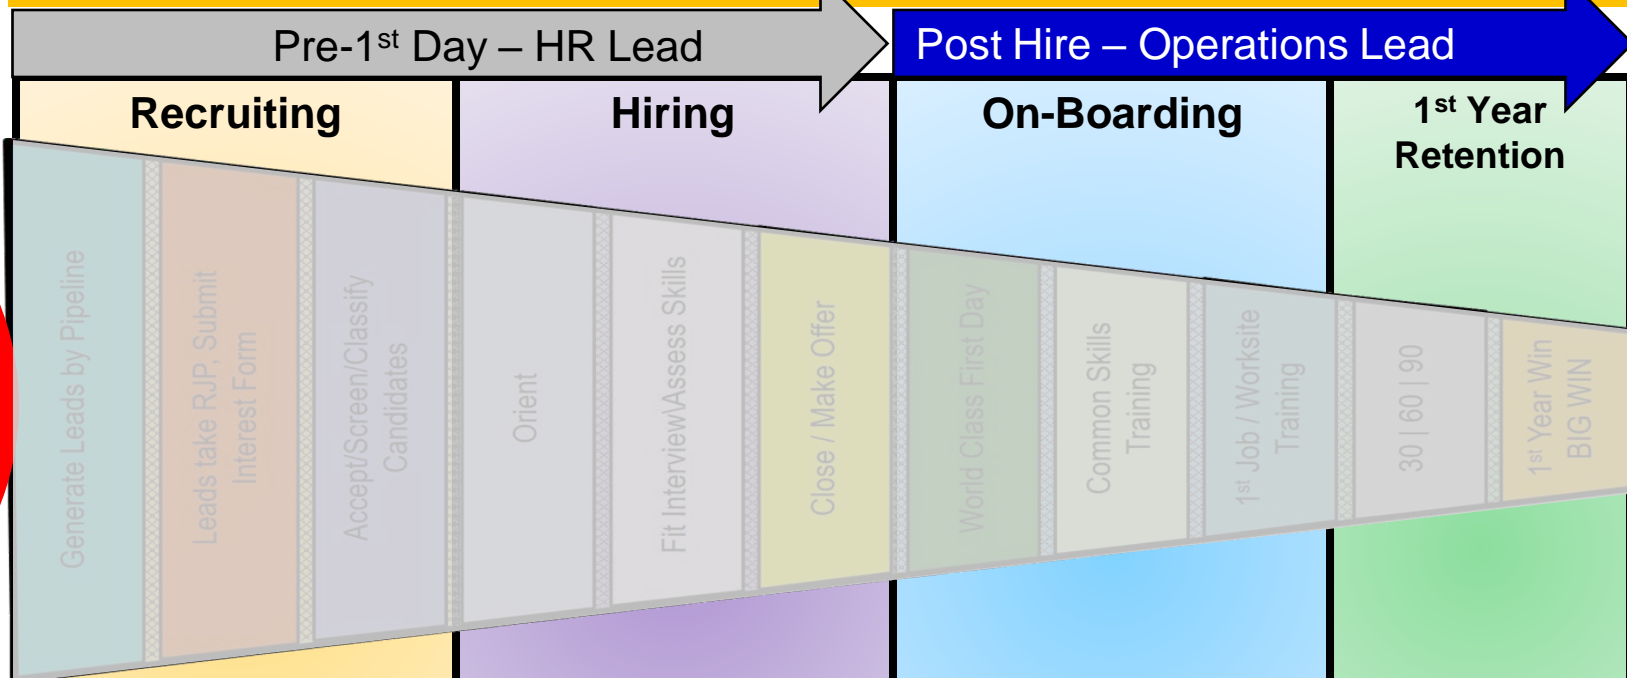 Pre-1st Day – HR Lead
Post Hire – Operations Lead
Recruiting
Hiring
On-Boarding
1st Year
Retention
Generate Leads by Pipeline
Leads take RJP, Submit
Interest Form
Accept/Screen/Classify
Candidates
Orient
Fit Interview\Assess Skills
Close / Make Offer
World Class First Day
Common Skills
Training
1st Job / Worksite
Training
30 | 60 | 90
1st Year Win
BIG WIN